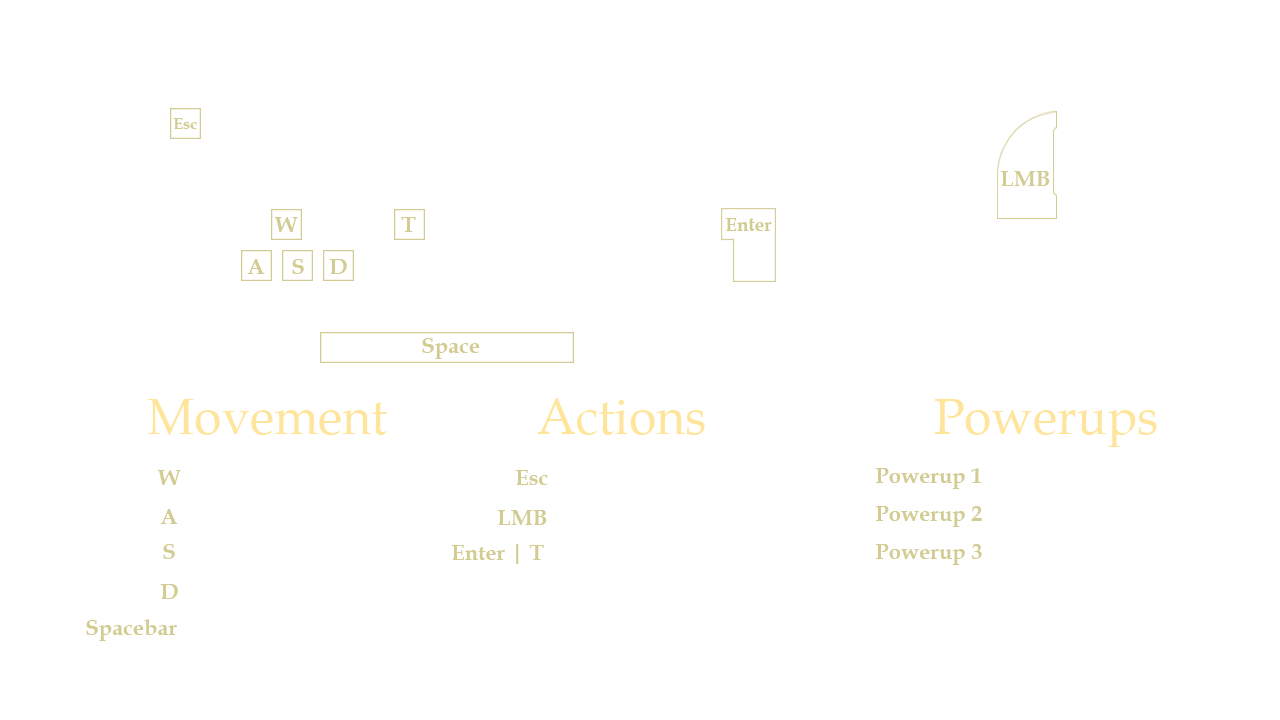 Esc
LMB
W T Enter
A S D
Space
Movement Actions Powerups
W Esc Powerup 1
A LMB Powerup 2
S Enter | T Powerup 3
D
Spacebar